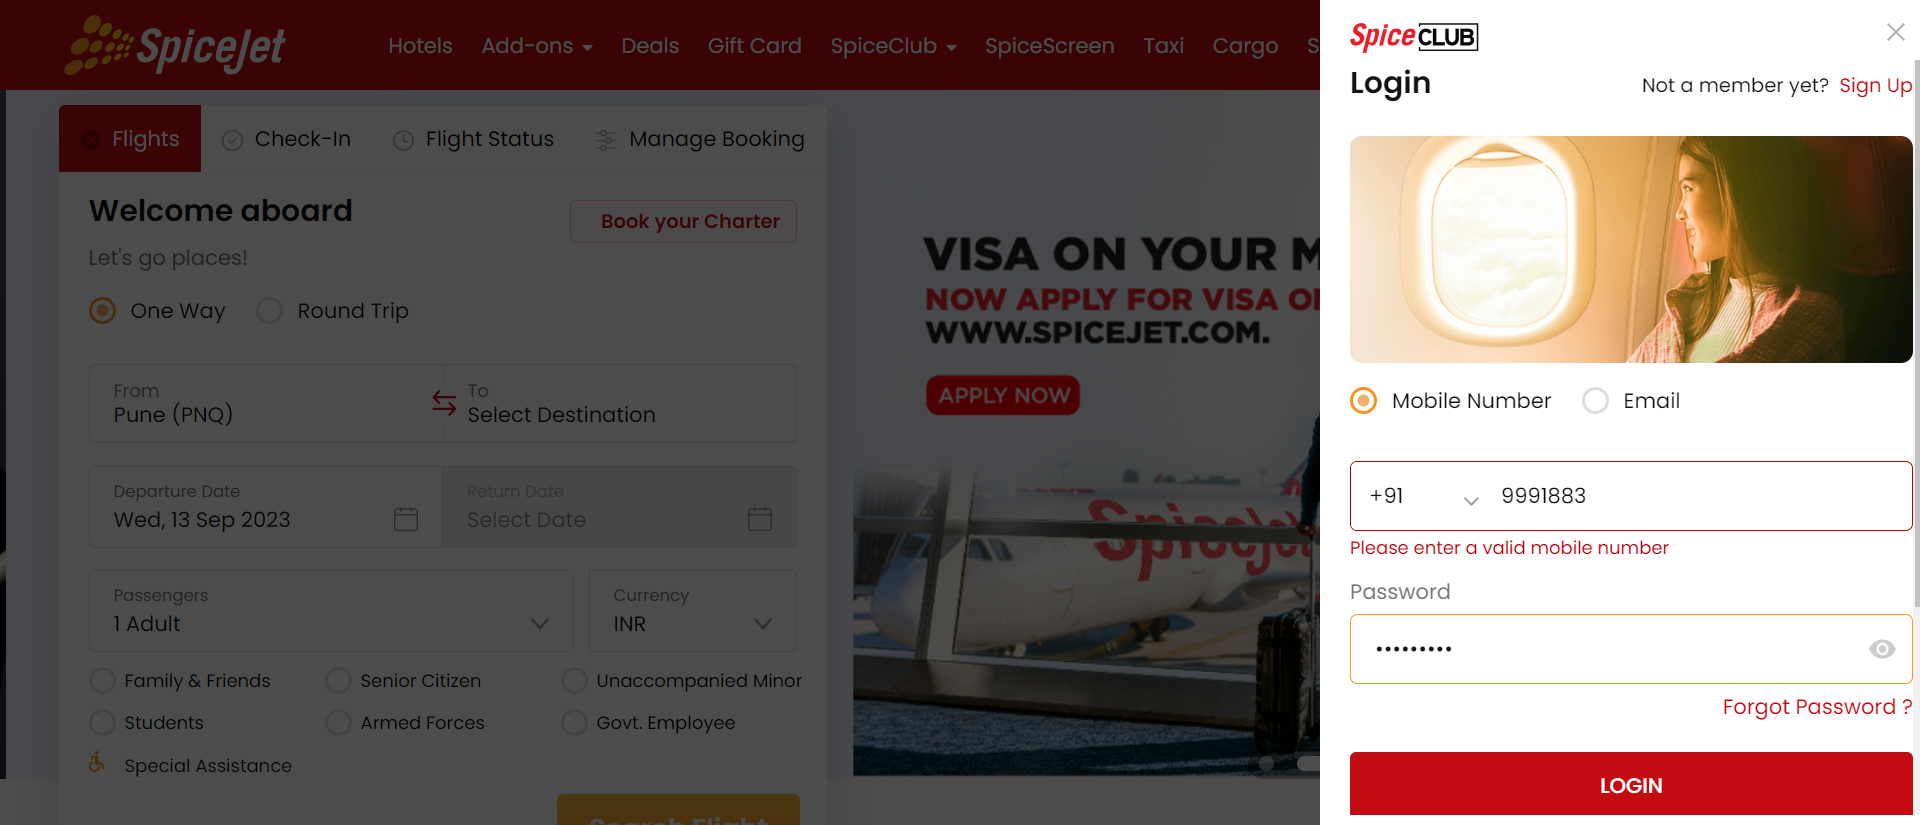 SpiceJet
Hotels Add-ons Deals Gift Card SpiceClub SpiceScreen Taxi Cargo S
Flights Check-In Flight Status Manage Booking
Welcome aboard
Book your Charter
Let's go places!
One Way Round Trip
From
Pune (PNQ)
To
Select Destination
Departure Date
Wed, 13 Sep 2023
Return Date
Select Date
Passengers
1 Adult
Currency
INR
Family & Friends Senior Citizen Unaccompanied Minor
Students Armed Forces Govt. Employee
Special Assistance
Search Flight
VISA ON YOUR M
NOW APPLY FOR VISA O
WWW.SPICEJET.COM.
APPLY NOW
SpiceJet
SpiceCLUB
Login
Not a member yet? Sign Up
Mobile Number Email
+91 9991883
Please enter a valid mobile number
Password
•••••••••
Forgot Password ?
LOGIN